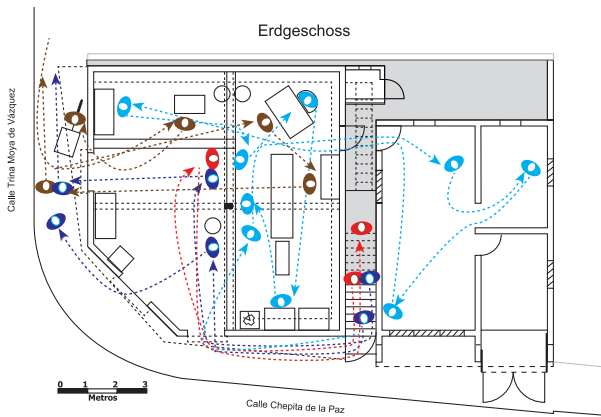 Erdgeschoss
Calle Trina Moya de Vázquez
0 1 2 3
Metros
Calle Chepita de la Paz